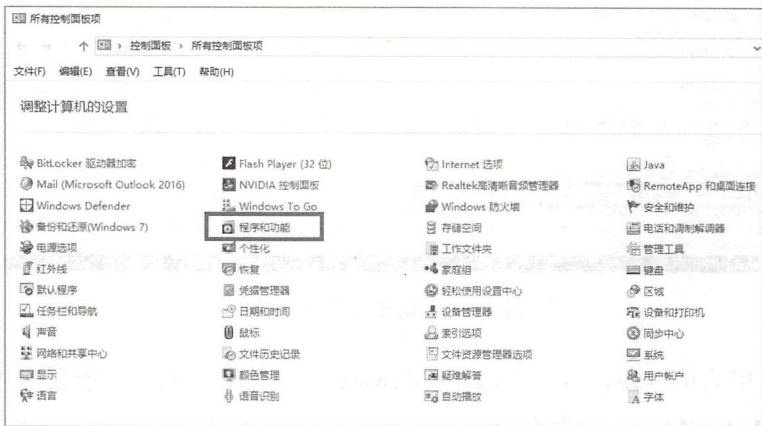 所有控制面板项
控制面板 › 所有控制面板项
文件(F) 编辑(E) 查看(V) 工具(T) 帮助(H)
调整计算机的设置
BitLocker 驱动器加密 Flash Player (32 位) Internet 选项 Java
Mail (Microsoft Outlook 2016) NVIDIA 控制面板 Realtek高清晰音频管理器 RemoteApp 和桌面连接
Windows Defender Windows To Go Windows 防火墙 安全和维护
备份和还原(Windows 7) 程序和功能 存储空间 电话和调制解调器
电源选项 个性化 工作文件夹 管理工具
红外线 恢复 家庭组 键盘
默认程序 凭据管理器 轻松使用设置中心 区域
任务栏和导航 日期和时间 设备管理器 设备和打印机
声音 鼠标 索引选项 同步中心
网络和共享中心 文件历史记录 文件资源管理器选项 系统
显示 颜色管理 疑难解答 用户帐户
语言 语音识别 自动播放 字体